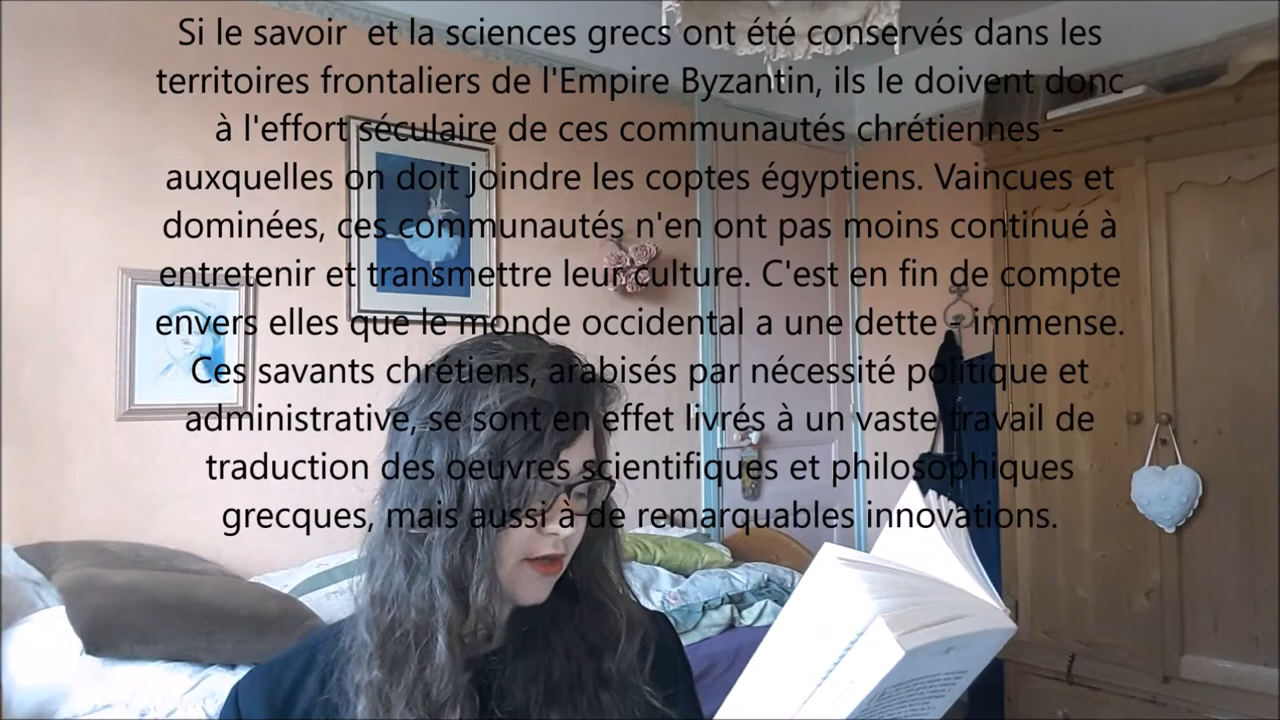 Si le savoir  et la sciences grecs ont été conservés dans les
territoires frontaliers de l'Empire Byzantin, ils le doivent donc
à l'effort séculaire de ces communautés chrétiennes -
auxquelles on doit joindre les coptes égyptiens. Vaincues et
dominées, ces communautés n'en ont pas moins continué à
entretenir et transmettre leur culture. C'est en fin de compte
envers elles que le monde occidental a une dette - immense.
Ces savants chrétiens, arabisés par nécessité politique et
administrative, se sont en effet livrés à un vaste travail de
traduction des oeuvres scientifiques et philosophiques
grecques, mais aussi à de remarquables innovations.